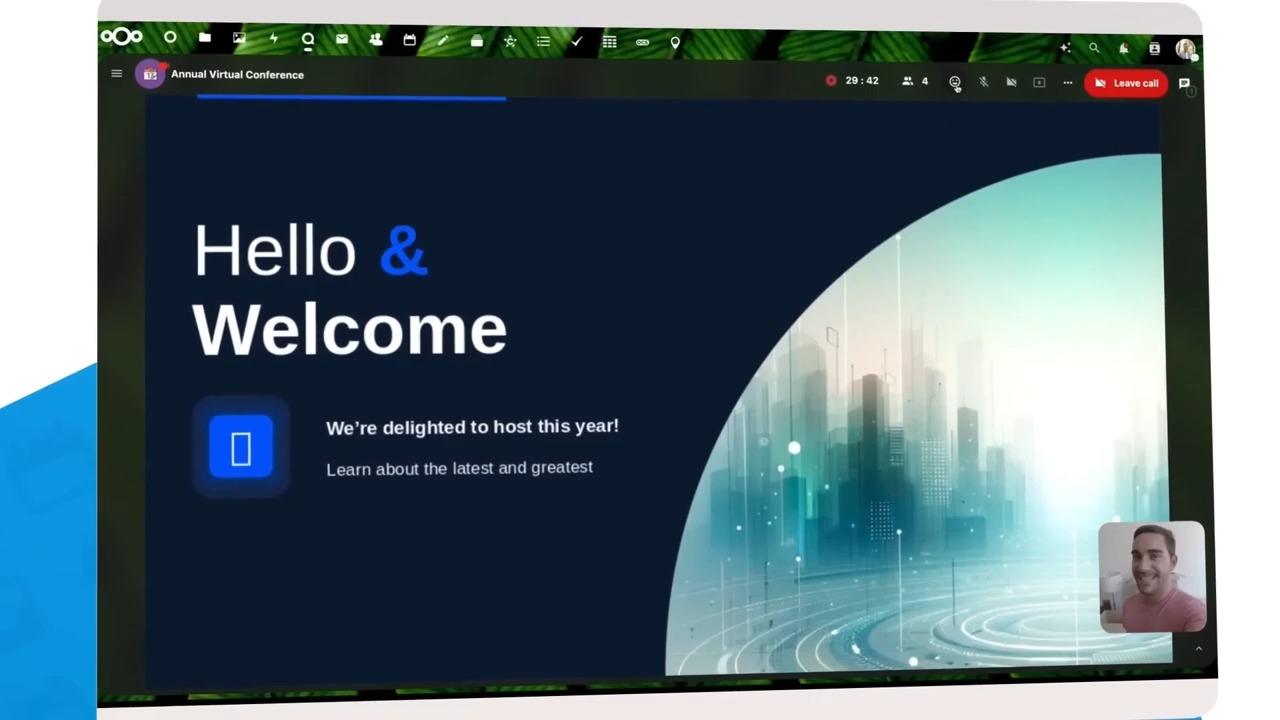 Annual Virtual Conference
29 : 42
4
Leave call
Hello &
Welcome
We’re delighted to host this year!
Learn about the latest and greatest